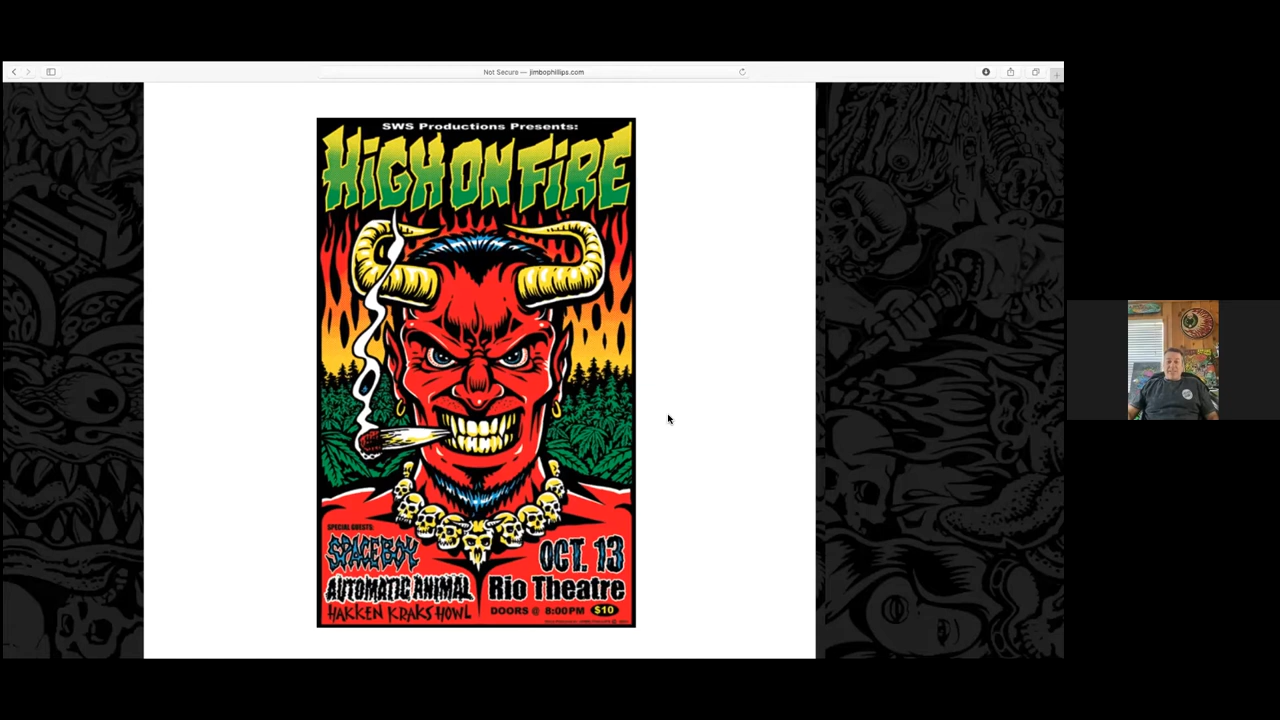 Not Secure — jimbophillips.com
SWS Productions Presents:
HiGH ON FiRE
SPECIAL GUESTS:
SPACEBOY
OCT. 13
AUTOMATIC ANIMAL
Rio Theatre
HAKKEN KRAKS HOWL
DOORS @ 8:00PM $10